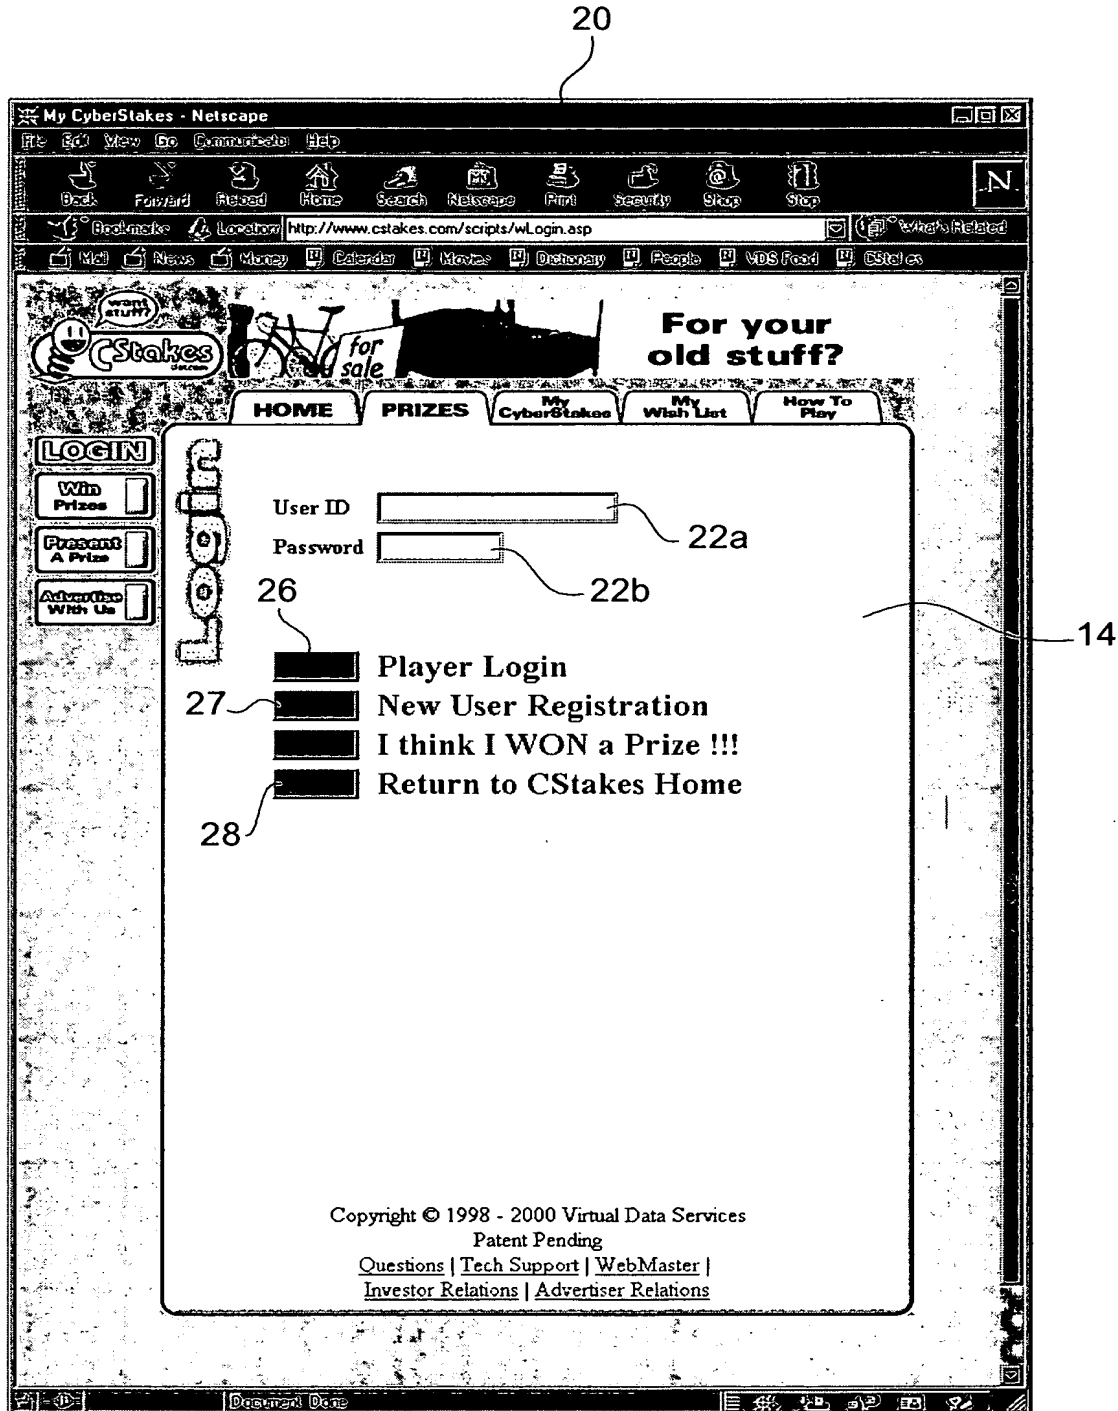 20
My CyberStakes - Netscape
File Edit View Go Communicator Help
Back Forward Reload Home Search Netscape Print Security Shop Stop
N
Bookmarks Location: http://www.cstakes.com/scripts/wLogin.asp What's Related
Mail News Money Calendar Movies Dictionary People VDS Food CStakes
want stuff?
CStakes
dot.com
for sale
For your
old stuff?
HOME PRIZES My CyberStakes My Wish List How To Play
LOGIN
Win Prizes
Present A Prize
Advertise With Us
Login
User ID
22a
Password
22b
26
14
Player Login
27
New User Registration
I think I WON a Prize !!!
Return to CStakes Home
28
Copyright © 1998 - 2000 Virtual Data Services
Patent Pending
Questions | Tech Support | WebMaster |
Investor Relations | Advertiser Relations
Document Done